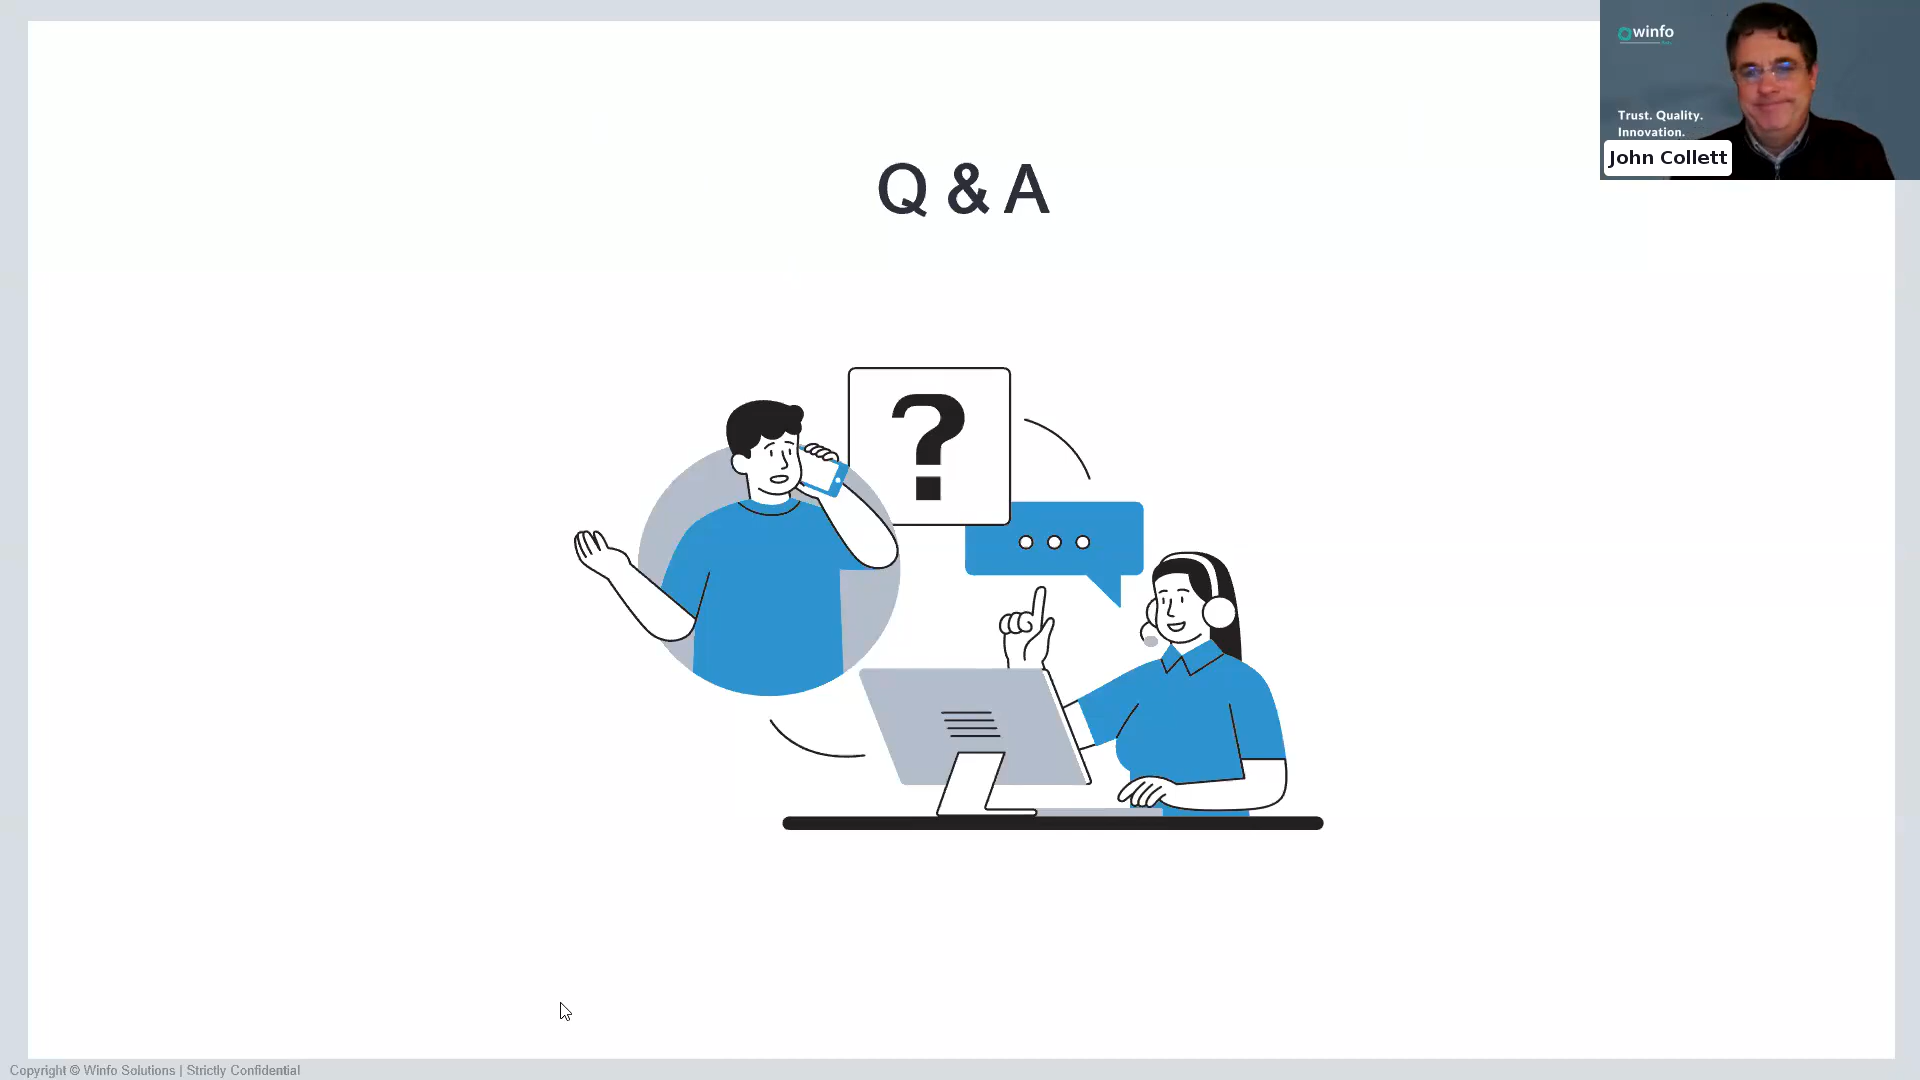 winfo
Trust. Quality.
Innovation.
John Collett
Q & A
?
Copyright © Winfo Solutions | Strictly Confidential